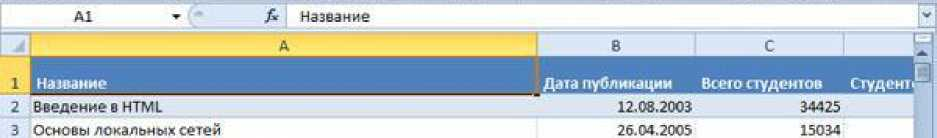 A1 fx Название
A B C
1 Название Дата публикации Всего студентов
2 Введение в HTML 12.08.2003 34425
3 Основы локальных сетей 26.04.2005 15034